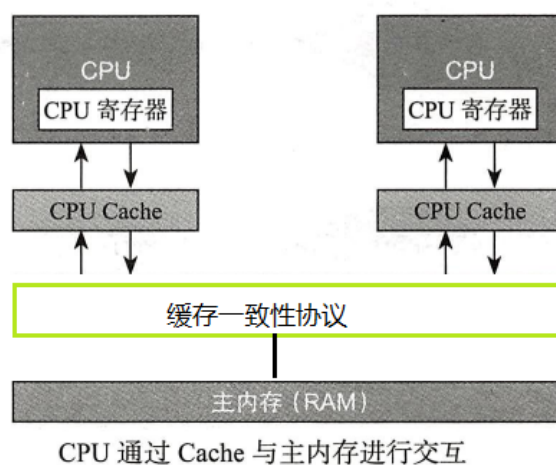 CPU
CPU
CPU 寄存器
CPU 寄存器
CPU Cache
CPU Cache
缓存一致性协议
主内存（RAM）
CPU 通过 Cache 与主内存进行交互